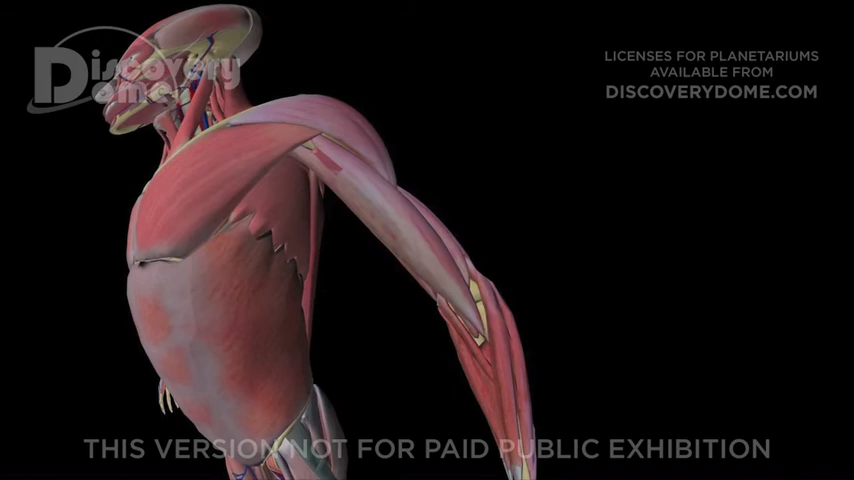 Discovery
Dome
LICENSES FOR PLANETARIUMS
AVAILABLE FROM
DISCOVERYDOME.COM
THIS VERSION NOT FOR PAID PUBLIC EXHIBITION